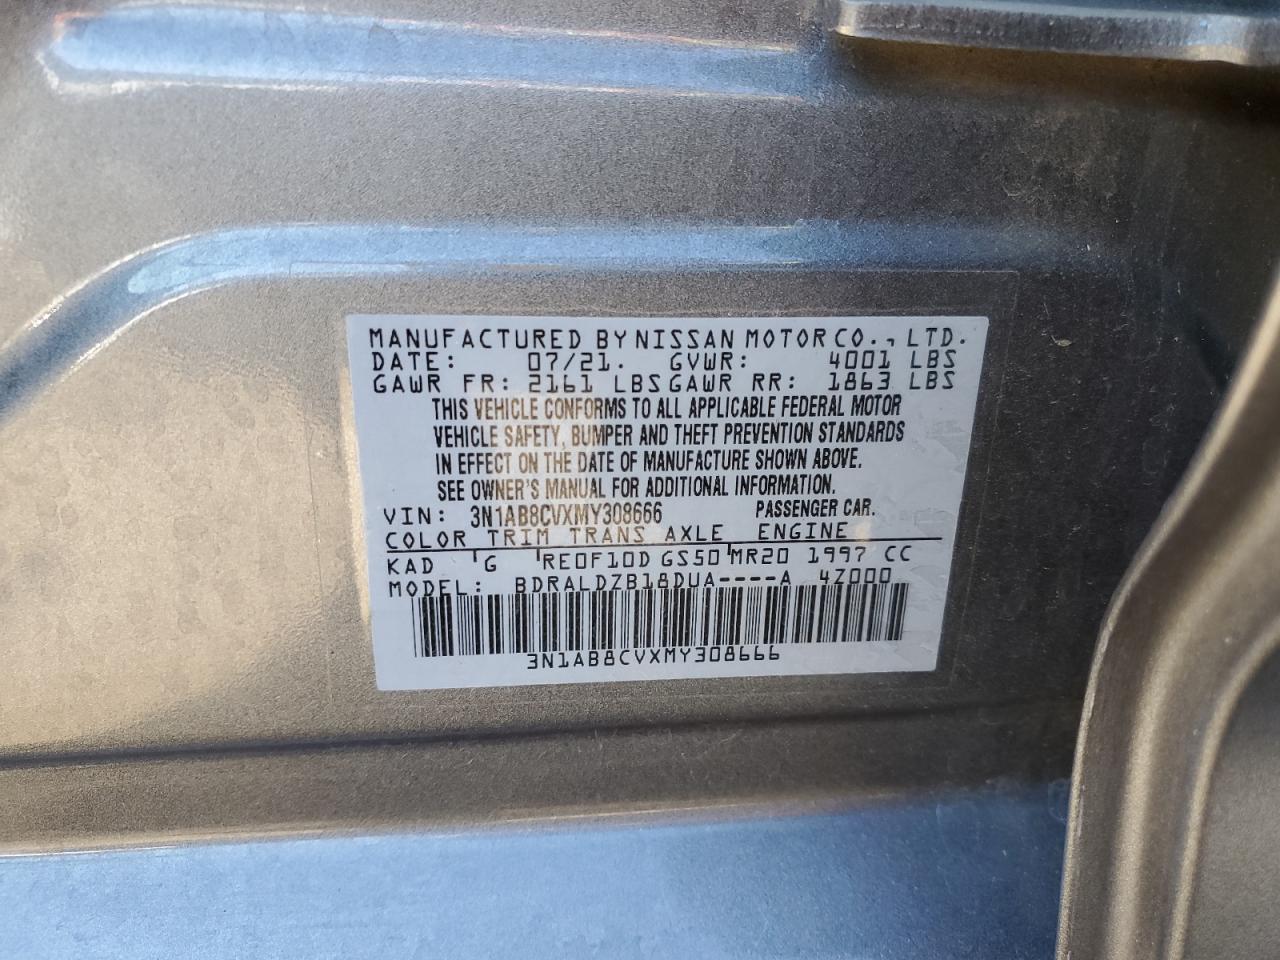 MANUFACTURED BY NISSAN MOTOR CO., LTD.
DATE: 07/21. GVWR: 4001 LBS
GAWR FR: 2161 LBS GAWR RR: 1863 LBS
THIS VEHICLE CONFORMS TO ALL APPLICABLE FEDERAL MOTOR
VEHICLE SAFETY, BUMPER AND THEFT PREVENTION STANDARDS
IN EFFECT ON THE DATE OF MANUFACTURE SHOWN ABOVE.
SEE OWNER'S MANUAL FOR ADDITIONAL INFORMATION.
VIN: 3N1AB8CVXMY308666 PASSENGER CAR.
COLOR TRIM TRANS AXLE ENGINE
KAD G RE0F10D GS50 MR20 1997 CC
MODEL: BDRALDZB18DUA----A 4Z000
3N1AB8CVXMY308666